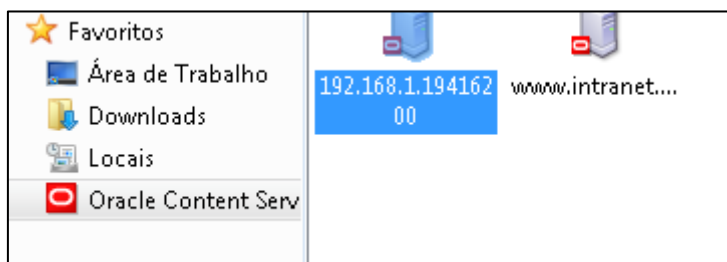 Favoritos
Área de Trabalho
Downloads
Locais
Oracle Content Serv
192.168.1.194162
00
www.intranet....